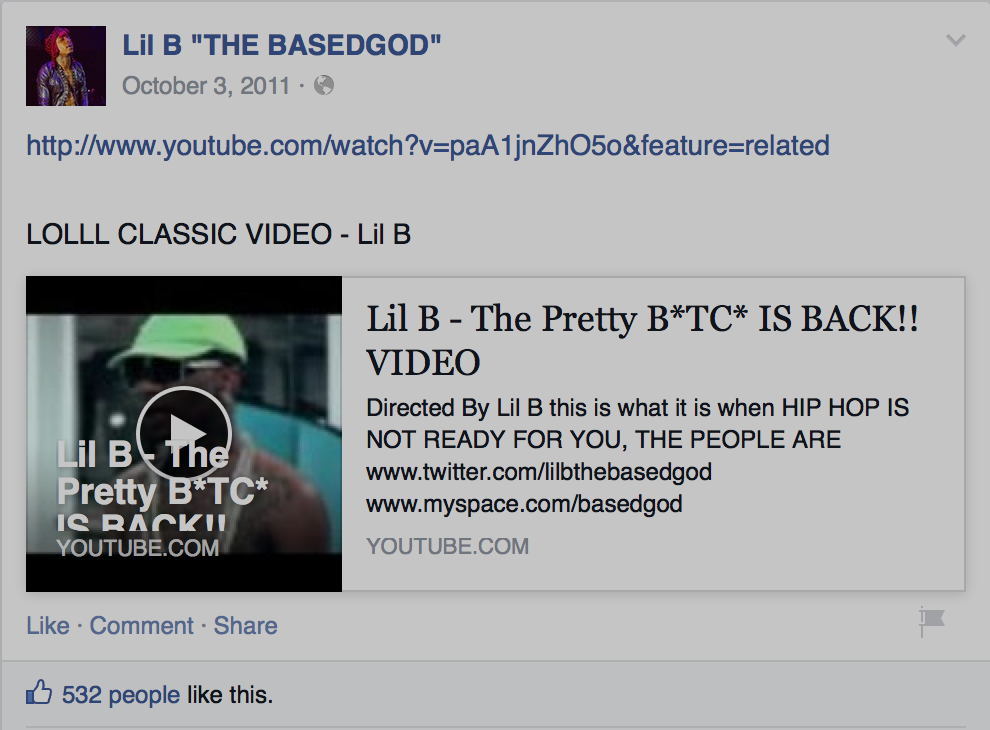 Lil B "THE BASEDGOD"
October 3, 2011 ·
http://www.youtube.com/watch?v=paA1jnZhO5o&feature=related
LOLLL CLASSIC VIDEO - Lil B
Lil B - The
Pretty B*TC*
IS BACK!!
YOUTUBE.COM
Lil B - The Pretty B*TC* IS BACK!!
VIDEO
Directed By Lil B this is what it is when HIP HOP IS
NOT READY FOR YOU, THE PEOPLE ARE
www.twitter.com/lilbthebasedgod
www.myspace.com/basedgod
YOUTUBE.COM
Like · Comment · Share
532 people like this.